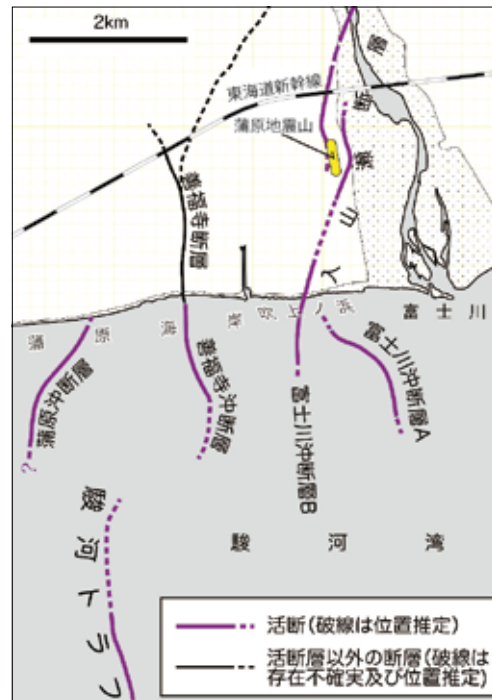 2km
東海道新幹線
蒲原地震山
入山瀬断層
善福寺断層
蒲原海岸
吹上ノ浜
富士川
蒲原沖断層
善福寺沖断層
富士川沖断層B
富士川沖断層A
?
駿河トラフ
駿河湾
活断(破線は位置推定)
活断層以外の断層(破線は
存在不確実及び位置推定)